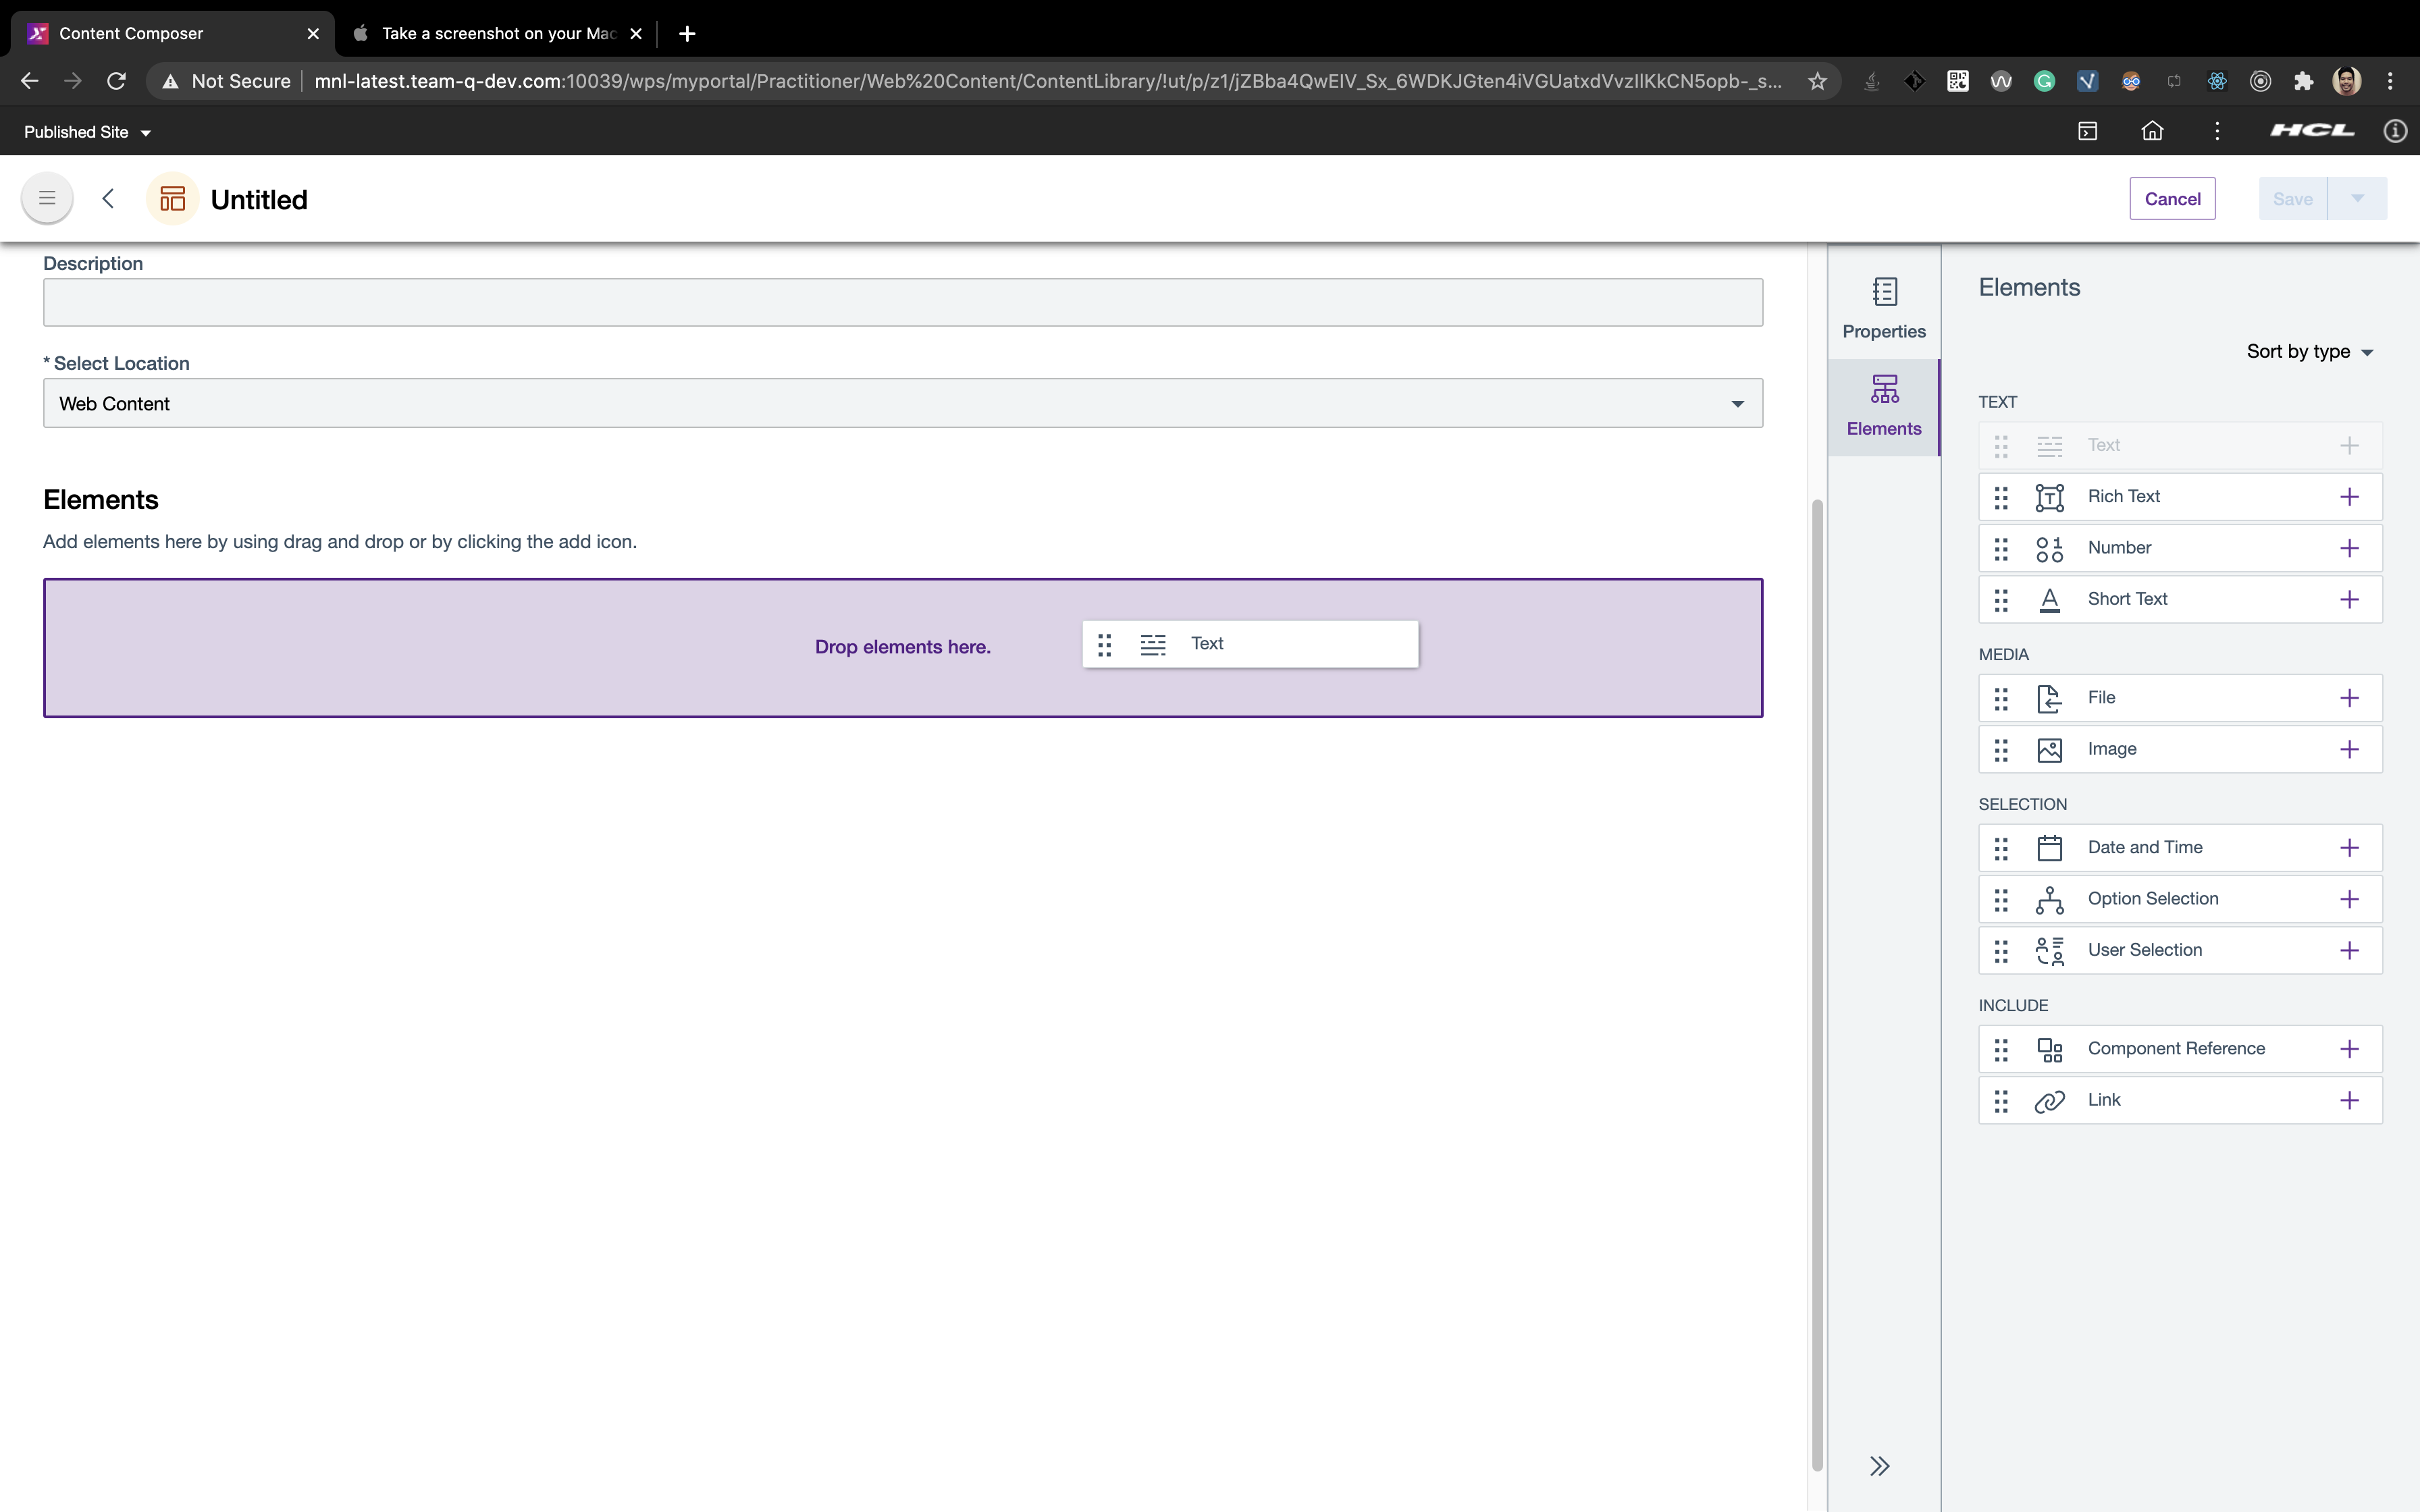 Content Composer
Take a screenshot on your Mac
Not Secure
mnl-latest.team-q-dev.com:10039/wps/myportal/Practitioner/Web%20Content/ContentLibrary/!ut/p/z1/jZBba4QwEIV_Sx_6WDKJGten4iVGUatxdVvzIlKkCN5opb-_s...
Published Site
HCL
Untitled
Cancel
Save
Description
* Select Location
Web Content
Elements
Add elements here by using drag and drop or by clicking the add icon.
Drop elements here.
Text
Properties
Elements
Elements
Sort by type
TEXT
Text
Rich Text
Number
Short Text
MEDIA
File
Image
SELECTION
Date and Time
Option Selection
User Selection
INCLUDE
Component Reference
Link